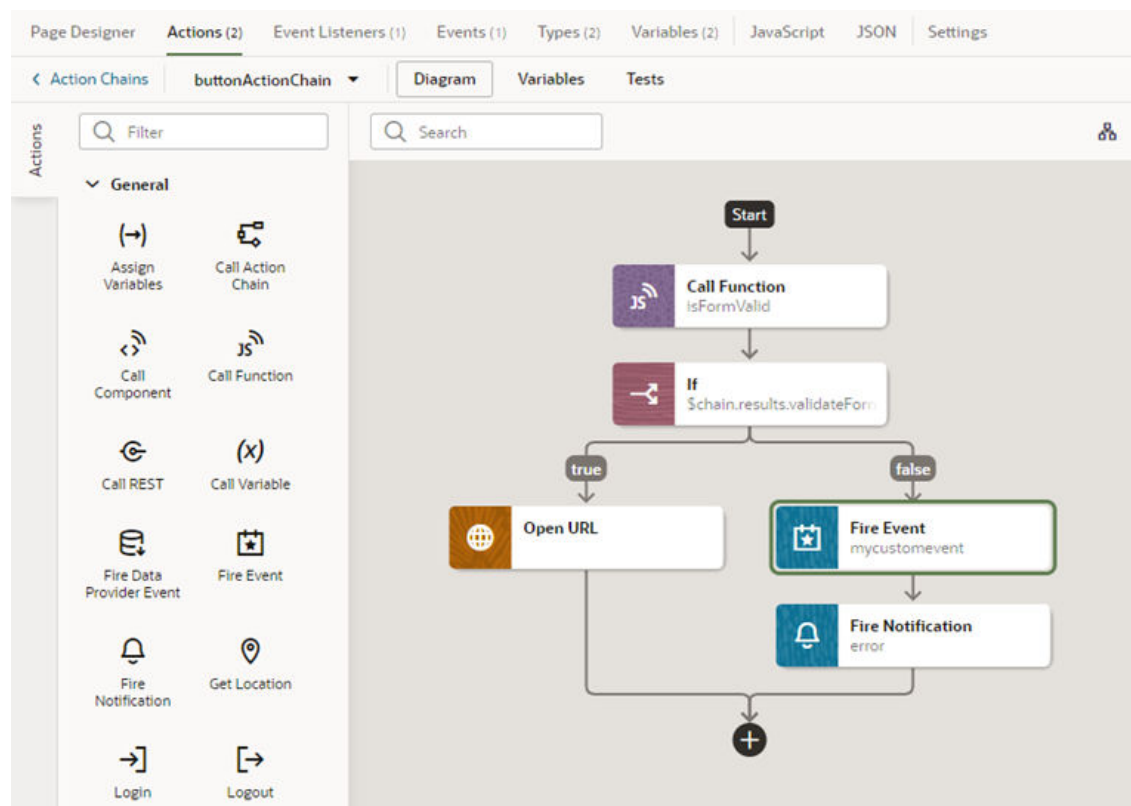 Page Designer Actions (2) Event Listeners (1) Events (1) Types (2) Variables (2) JavaScript JSON Settings
Action Chains buttonActionChain Diagram Variables Tests
Actions
Filter
Search
General
Assign
Variables
Call Action
Chain
Call
Component
Call Function
Call REST
Call Variable
Fire Data
Provider Event
Fire Event
Fire
Notification
Get Location
Login
Logout
Start
Call Function
isFormValid
If
$chain.results.validateForm
true
false
Open URL
Fire Event
mycustomevent
Fire Notification
error